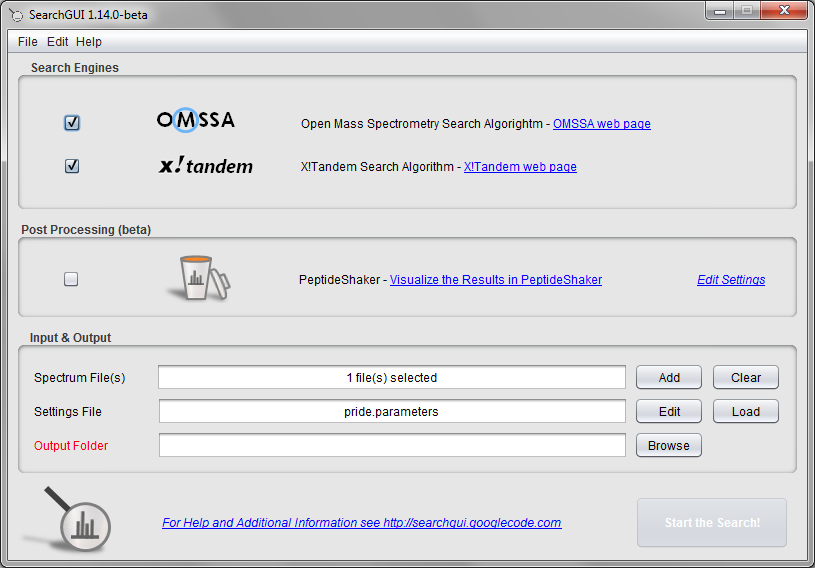 SearchGUI 1.14.0-beta
File Edit Help
Search Engines
OMSSA Open Mass Spectrometry Search Algorightm - OMSSA web page
x!tandem X!Tandem Search Algorithm - X!Tandem web page
Post Processing (beta)
PeptideShaker - Visualize the Results in PeptideShaker Edit Settings
Input & Output
Spectrum File(s) 1 file(s) selected Add Clear
Settings File pride.parameters Edit Load
Output Folder Browse
For Help and Additional Information see http://searchgui.googlecode.com Start the Search!